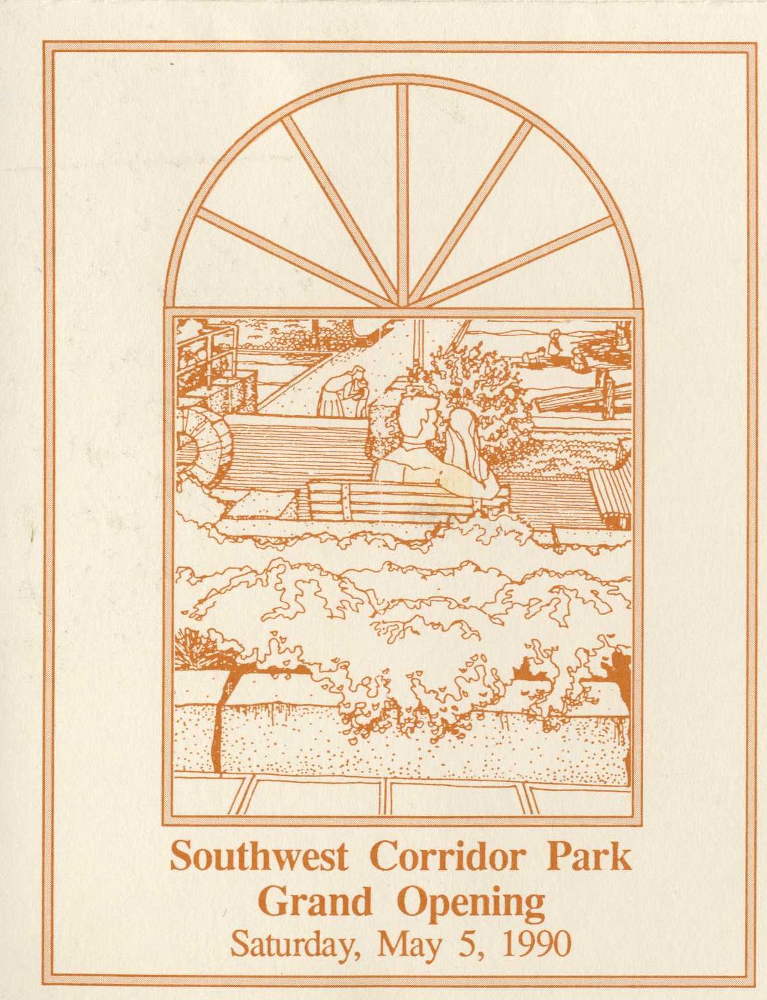 Southwest Corridor Park
Grand Opening
Saturday, May 5, 1990